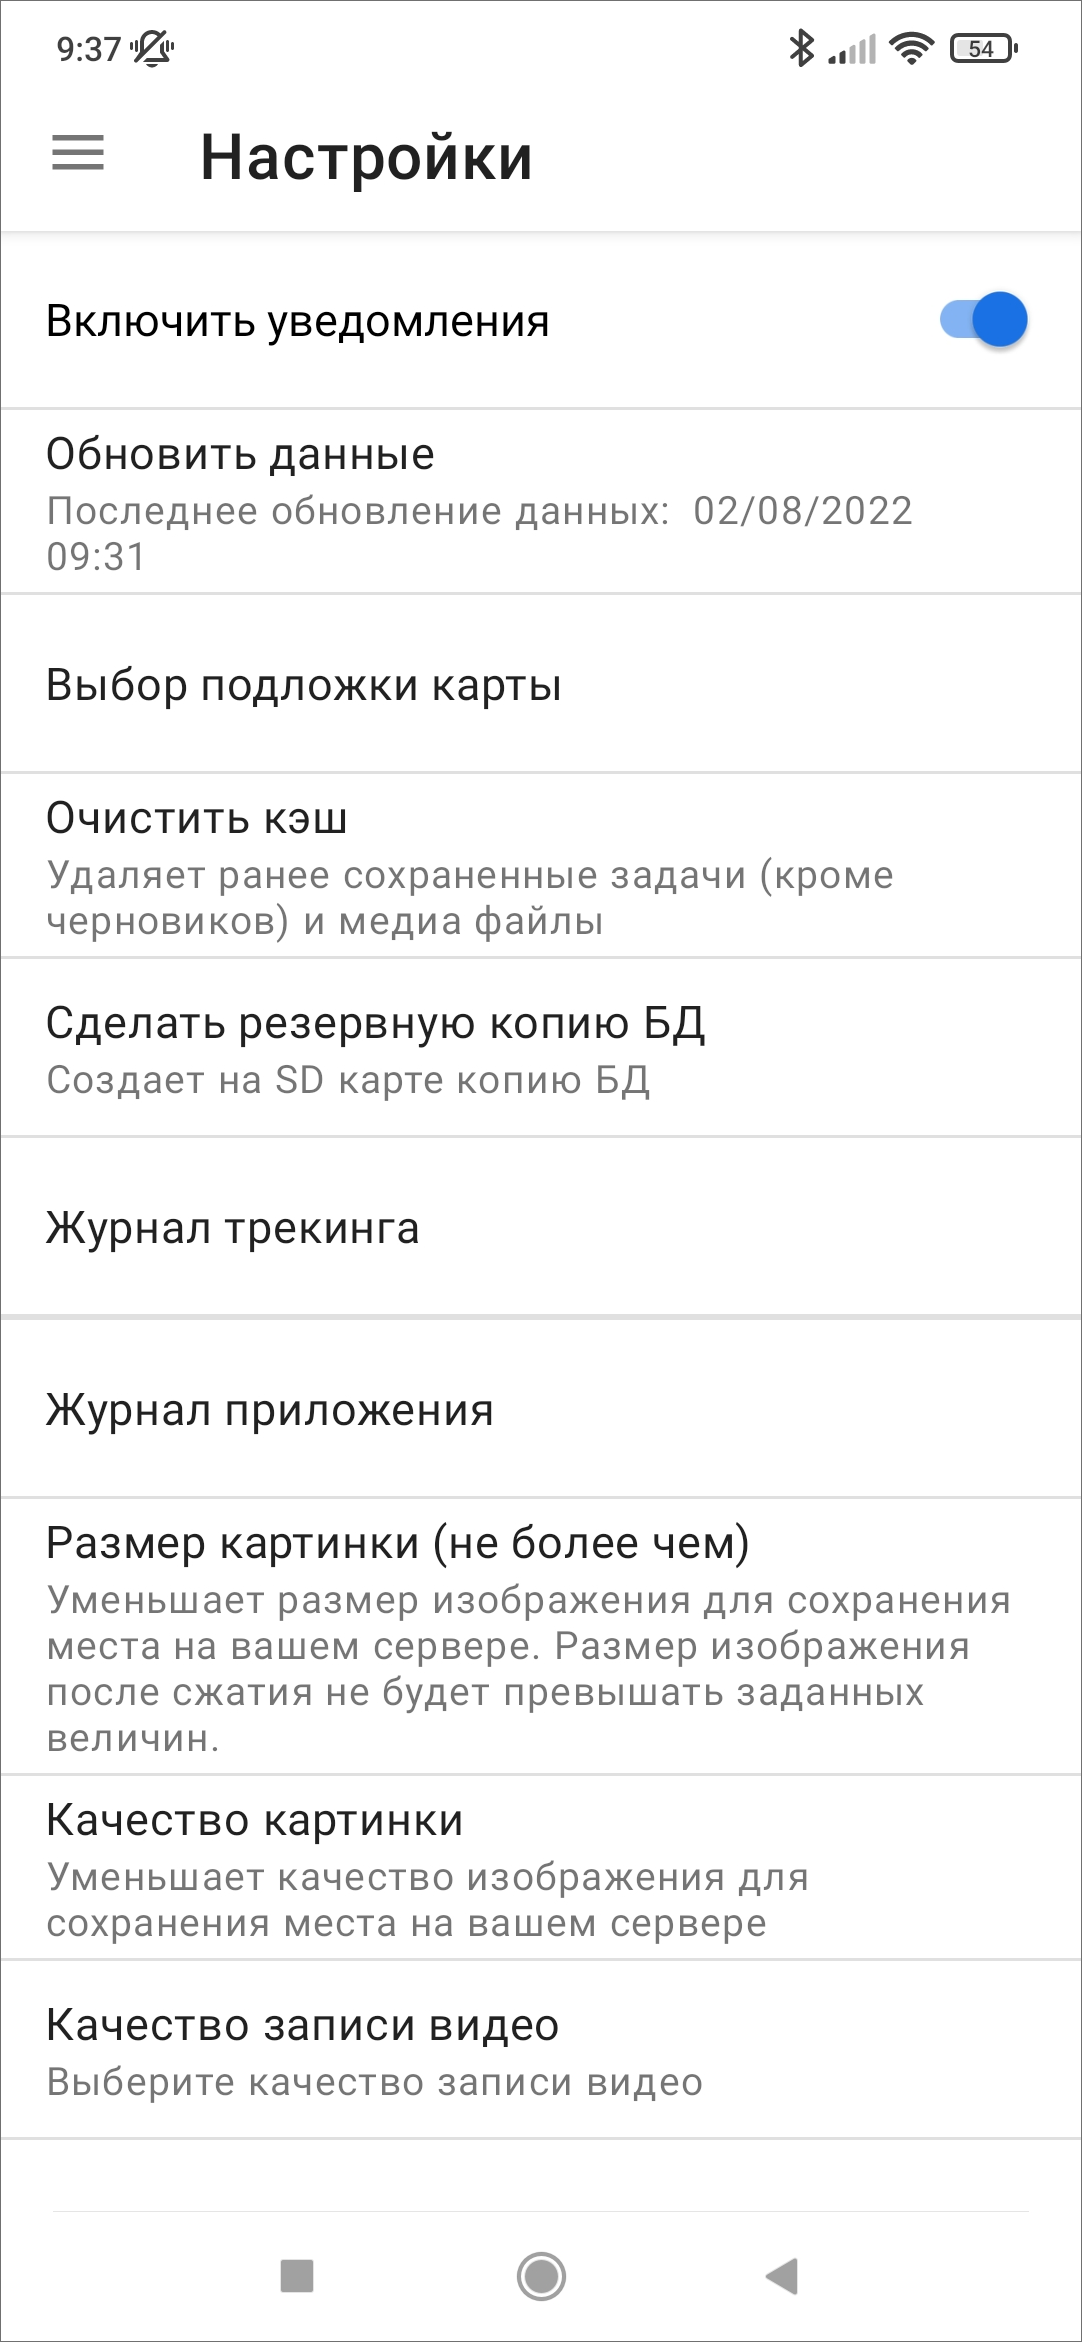 9:37
54
Настройки
Включить уведомления
Обновить данные
Последнее обновление данных:  02/08/2022
09:31
Выбор подложки карты
Очистить кэш
Удаляет ранее сохраненные задачи (кроме
черновиков) и медиа файлы
Сделать резервную копию БД
Создает на SD карте копию БД
Журнал трекинга
Журнал приложения
Размер картинки (не более чем)
Уменьшает размер изображения для сохранения
места на вашем сервере. Размер изображения
после сжатия не будет превышать заданных
величин.
Качество картинки
Уменьшает качество изображения для
сохранения места на вашем сервере
Качество записи видео
Выберите качество записи видео